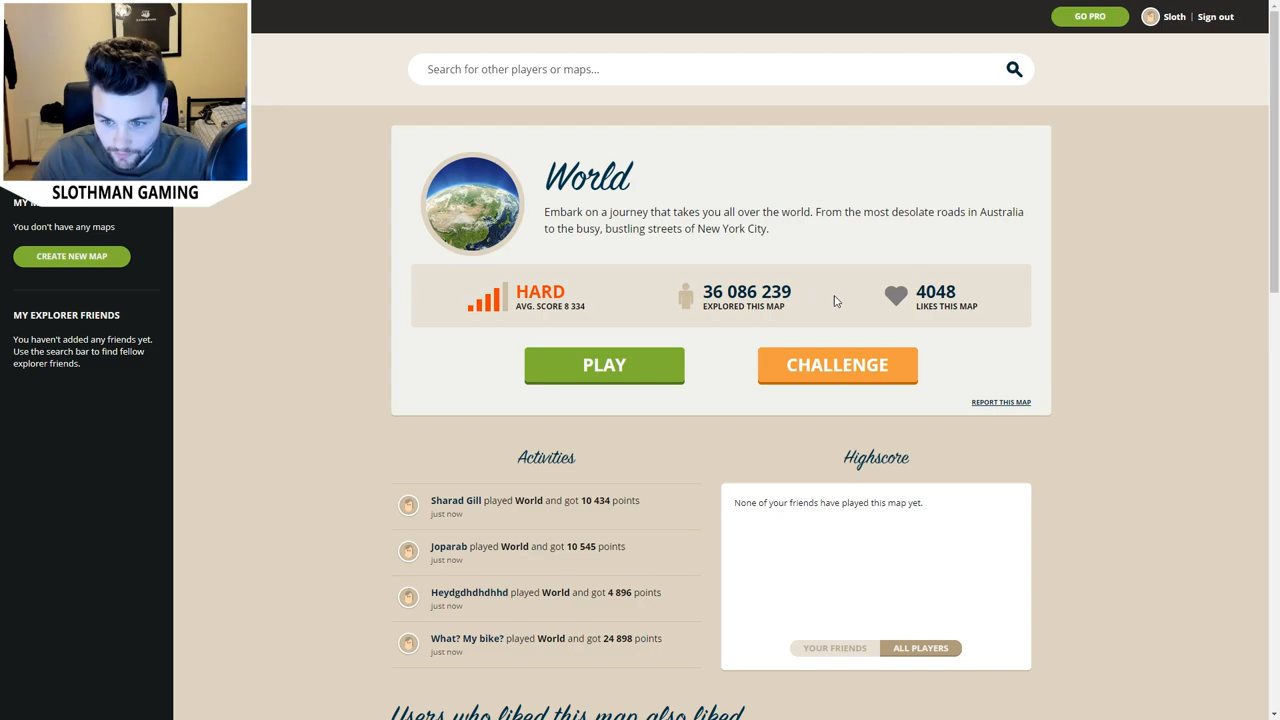 GO PRO
Sloth | Sign out
Search for other players or maps...
SLOTHMAN GAMING
You don't have any maps
CREATE NEW MAP
MY EXPLORER FRIENDS
You haven't added any friends yet.
Use the search bar to find fellow
explorer friends.
World
Embark on a journey that takes you all over the world. From the most desolate roads in Australia
to the busy, bustling streets of New York City.
HARD
AVG. SCORE 8 334
36 086 239
EXPLORED THIS MAP
4048
LIKES THIS MAP
PLAY
CHALLENGE
REPORT THIS MAP
Activities
Sharad Gill played World and got 10 434 points
just now
Joparab played World and got 10 545 points
just now
Heydgdhdhdhhd played World and got 4 896 points
just now
What? My bike? played World and got 24 898 points
just now
Highscore
None of your friends have played this map yet.
YOUR FRIENDS
ALL PLAYERS
Users who liked this map also liked